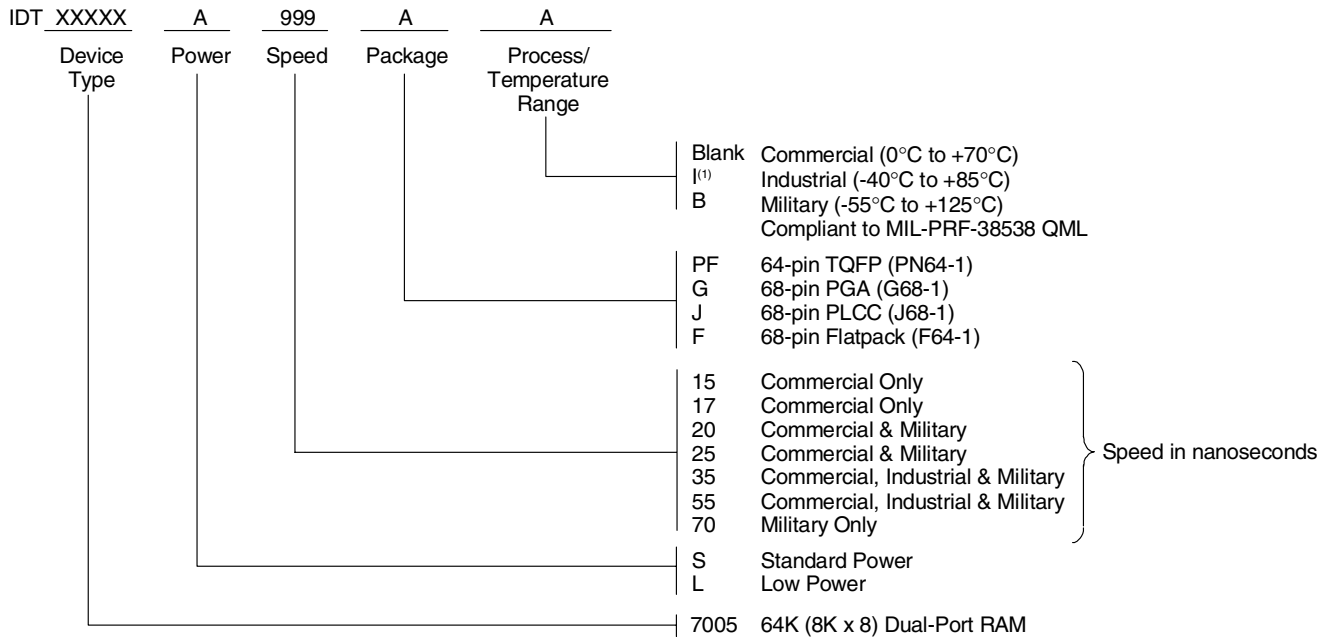 IDT XXXXX A 999 A A
Device Type Power Speed Package Process/ Temperature Range
Blank Commercial (0°C to +70°C)
I(1) Industrial (-40°C to +85°C)
B Military (-55°C to +125°C)
Compliant to MIL-PRF-38538 QML
PF 64-pin TQFP (PN64-1)
G 68-pin PGA (G68-1)
J 68-pin PLCC (J68-1)
F 68-pin Flatpack (F64-1)
15 Commercial Only
17 Commercial Only
20 Commercial & Military
25 Commercial & Military
35 Commercial, Industrial & Military
55 Commercial, Industrial & Military
70 Military Only
Speed in nanoseconds
S Standard Power
L Low Power
7005 64K (8K x 8) Dual-Port RAM